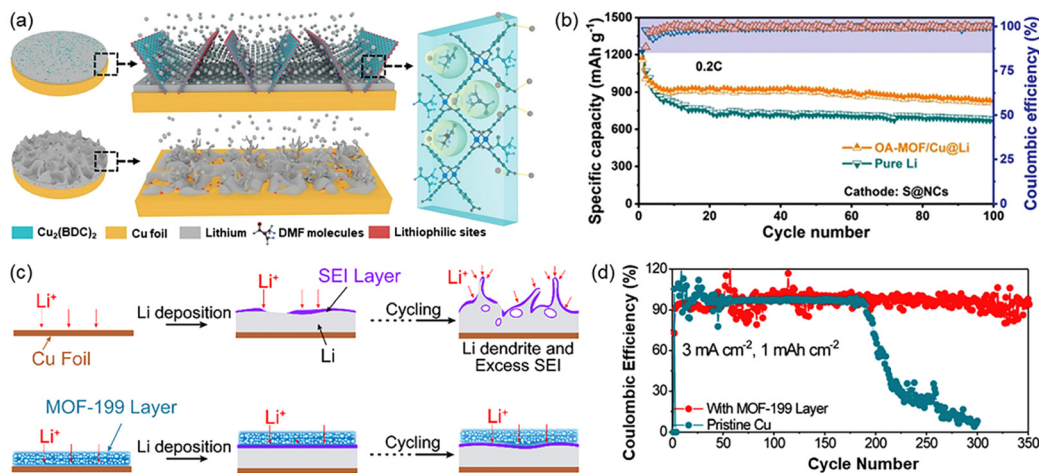 (a)
Cu₂(BDC)₂
Cu foil
Lithium
DMF molecules
Lithiophilic sites
(b)
Specific capacity (mAh g⁻¹)
1500
1200
900
600
300
0
0.2C
OA-MOF/Cu@Li
Pure Li
Cathode: S@NCs
0
20
40
60
80
100
Cycle number
100
75
50
25
0
Coulombic efficiency (%)
(c)
Li⁺
Cu Foil
Li deposition
Li⁺
SEI Layer
Li
Cycling
Li⁺
Li dendrite and
Excess SEI
MOF-199 Layer
Li⁺
Li deposition
Li⁺
Cycling
Li⁺
(d)
Coulombic Efficiency (%)
120
90
60
30
0
3 mA cm⁻², 1 mAh cm⁻²
With MOF-199 Layer
Pristine Cu
0
50
100
150
200
250
300
350
Cycle Number